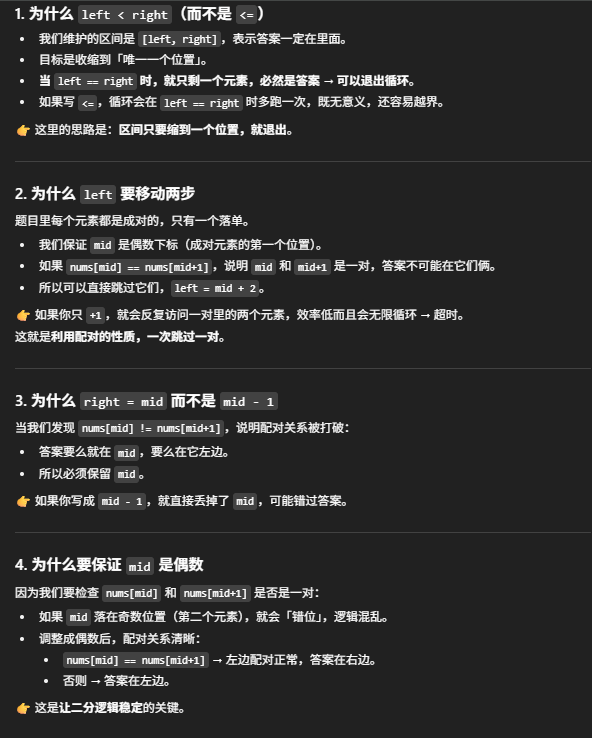 1. 为什么 left < right（而不是 <=）
• 我们维护的区间是 [left, right]，表示答案一定在里面。
• 目标是收缩到「唯一一个位置」。
• 当 left == right 时，就只剩一个元素，必然是答案 → 可以退出循环。
• 如果写 <=，循环会在 left == right 时多跑一次，既无意义，还容易越界。
👉 这里的思路是：区间只要缩到一个位置，就退出。
2. 为什么 left 要移动两步
题目里每个元素都是成对的，只有一个落单。
• 我们保证 mid 是偶数下标（成对元素的第一个位置）。
• 如果 nums[mid] == nums[mid+1]，说明 mid 和 mid+1 是一对，答案不可能在它们俩。
• 所以可以直接跳过它们，left = mid + 2。
👉 如果你只 +1，就会反复访问一对里的两个元素，效率低而且会无限循环 → 超时。
这就是利用配对的性质，一次跳过一对。
3. 为什么 right = mid 而不是 mid - 1
当我们发现 nums[mid] != nums[mid+1]，说明配对关系被打破：
• 答案要么就在 mid，要么在它左边。
• 所以必须保留 mid。
👉 如果你写成 mid - 1，就直接丢掉了 mid，可能错过答案。
4. 为什么要保证 mid 是偶数
因为我们要检查 nums[mid] 和 nums[mid+1] 是否是一对：
• 如果 mid 落在奇数位置（第二个元素），就会「错位」，逻辑混乱。
• 调整成偶数后，配对关系清晰：
• nums[mid] == nums[mid+1] → 左边配对正常，答案在右边。
• 否则 → 答案在左边。
👉 这是让二分逻辑稳定的关键。